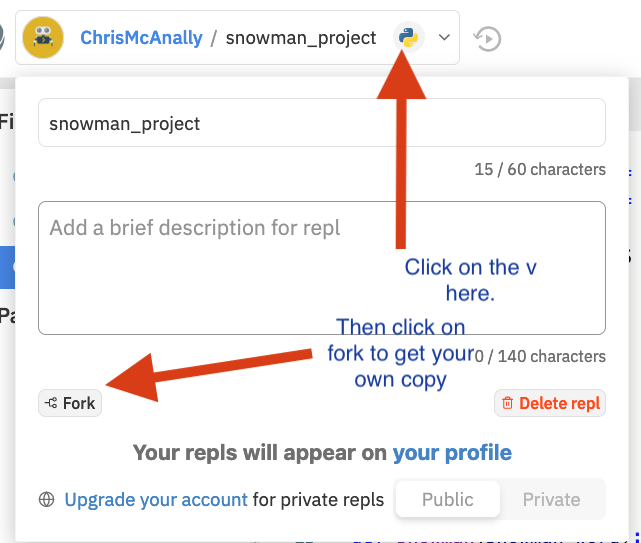 ChrisMcAnally / snowman_project
Fi
snowman_project
15 / 60 characters
Add a brief description for repl
Click on the v
here.
Pa
Then click on
fork to get your
own copy
0 / 140 characters
Fork
Delete repl
Your repls will appear on your profile
Upgrade your account for private repls
Public
Private